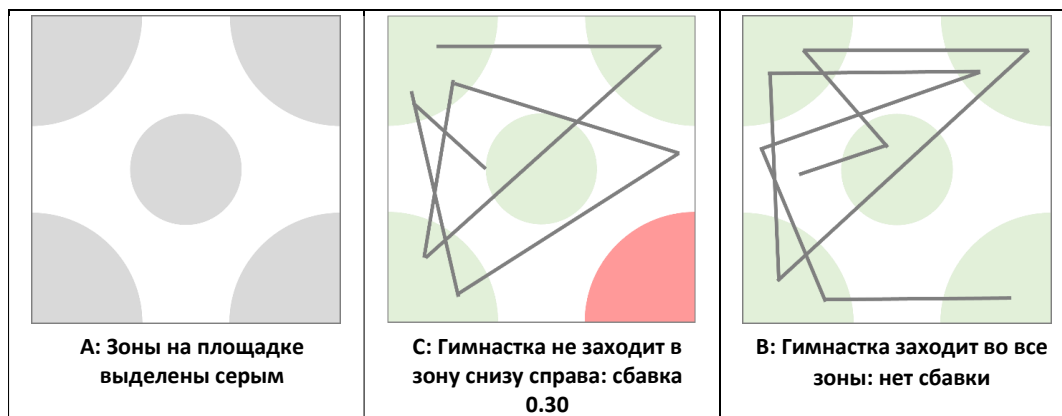 А: Зоны на площадке
выделены серым
С: Гимнастка не заходит в
зону снизу справа: сбавка
0.30
В: Гимнастка заходит во все
зоны: нет сбавки